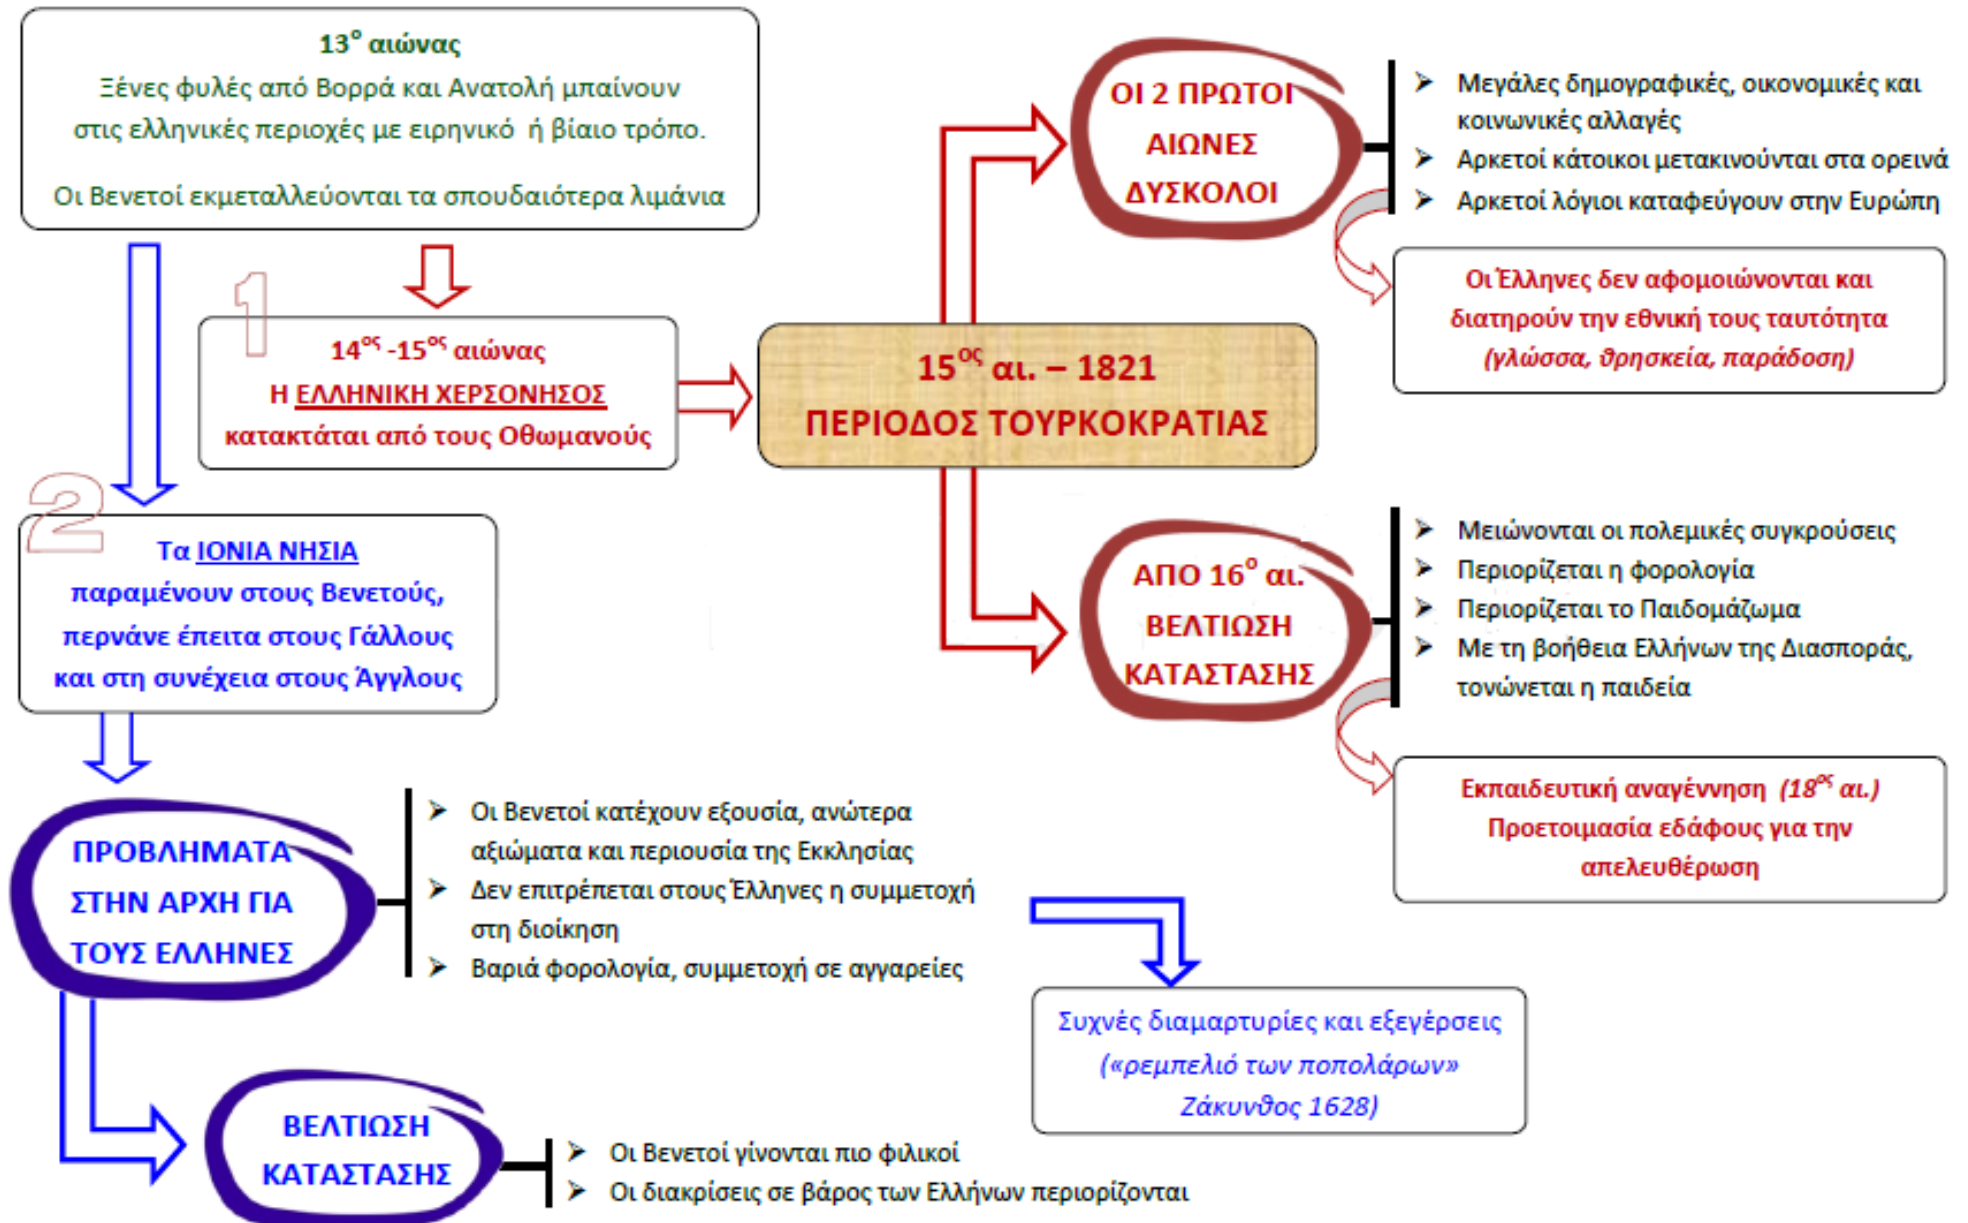 13ο αιώνας
Ξένες φυλές από Βορρά και Ανατολή μπαίνουν
στις ελληνικές περιοχές με ειρηνικό ή βίαιο τρόπο.
Οι Βενετοί εκμεταλλεύονται τα σπουδαιότερα λιμάνια
1
14ος -15ος αιώνας
Η ΕΛΛΗΝΙΚΗ ΧΕΡΣΟΝΗΣΟΣ
κατακτάται από τους Οθωμανούς
15ος αι. – 1821
ΠΕΡΙΟΔΟΣ ΤΟΥΡΚΟΚΡΑΤΙΑΣ
ΟΙ 2 ΠΡΩΤΟΙ
ΑΙΩΝΕΣ
ΔΥΣΚΟΛΟΙ
➢ Μεγάλες δημογραφικές, οικονομικές και
κοινωνικές αλλαγές
➢ Αρκετοί κάτοικοι μετακινούνται στα ορεινά
➢ Αρκετοί λόγιοι καταφεύγουν στην Ευρώπη
Οι Έλληνες δεν αφομοιώνονται και
διατηρούν την εθνική τους ταυτότητα
(γλώσσα, θρησκεία, παράδοση)
ΑΠΟ 16ο αι.
ΒΕΛΤΙΩΣΗ
ΚΑΤΑΣΤΑΣΗΣ
➢ Μειώνονται οι πολεμικές συγκρούσεις
➢ Περιορίζεται η φορολογία
➢ Περιορίζεται το Παιδομάζωμα
➢ Με τη βοήθεια Ελλήνων της Διασποράς,
τονώνεται η παιδεία
Εκπαιδευτική αναγέννηση (18ος αι.)
Προετοιμασία εδάφους για την
απελευθέρωση
2
Τα ΙΟΝΙΑ ΝΗΣΙΑ
παραμένουν στους Βενετούς,
περνάνε έπειτα στους Γάλλους
και στη συνέχεια στους Άγγλους
ΠΡΟΒΛΗΜΑΤΑ
ΣΤΗΝ ΑΡΧΗ ΓΙΑ
ΤΟΥΣ ΕΛΛΗΝΕΣ
➢ Οι Βενετοί κατέχουν εξουσία, ανώτερα
αξιώματα και περιουσία της Εκκλησίας
➢ Δεν επιτρέπεται στους Έλληνες η συμμετοχή
στη διοίκηση
➢ Βαριά φορολογία, συμμετοχή σε αγγαρείες
Συχνές διαμαρτυρίες και εξεγέρσεις
(«ρεμπελιό των ποπολάρων»
Ζάκυνθος 1628)
ΒΕΛΤΙΩΣΗ
ΚΑΤΑΣΤΑΣΗΣ
➢ Οι Βενετοί γίνονται πιο φιλικοί
➢ Οι διακρίσεις σε βάρος των Ελλήνων περιορίζονται